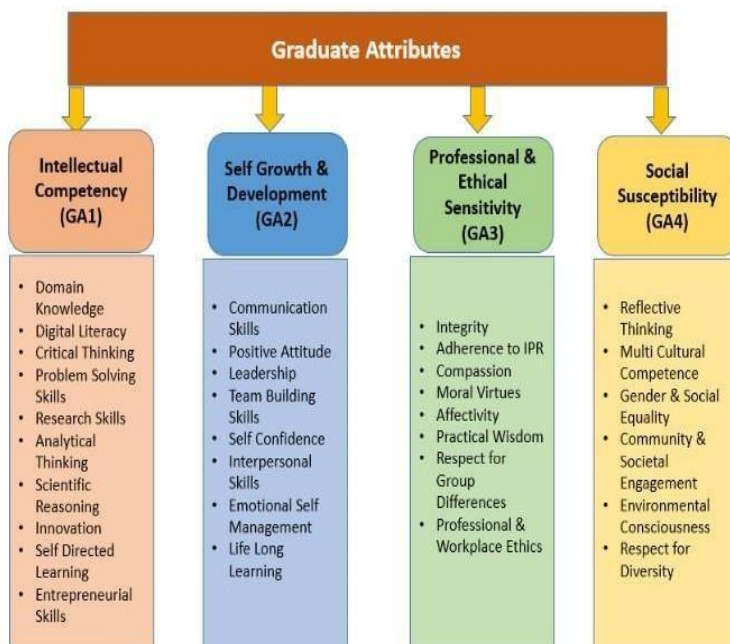 Graduate Attributes
Intellectual
Competency
(GA1)
• Domain
Knowledge
• Digital Literacy
• Critical Thinking
• Problem Solving
Skills
• Research Skills
• Analytical
Thinking
• Scientific
Reasoning
• Innovation
• Self Directed
Learning
• Entrepreneurial
Skills
Self Growth &
Development
(GA2)
• Communication
Skills
• Positive Attitude
• Leadership
• Team Building
Skills
• Self Confidence
• Interpersonal
Skills
• Emotional Self
Management
• Life Long
Learning
Professional &
Ethical
Sensitivity
(GA3)
• Integrity
• Adherence to IPR
• Compassion
• Moral Virtues
• Affectivity
• Practical Wisdom
• Respect for
Group
Differences
• Professional &
Workplace Ethics
Social
Susceptibility
(GA4)
• Reflective
Thinking
• Multi Cultural
Competence
• Gender & Social
Equality
• Community &
Societal
Engagement
• Environmental
Consciousness
• Respect for
Diversity